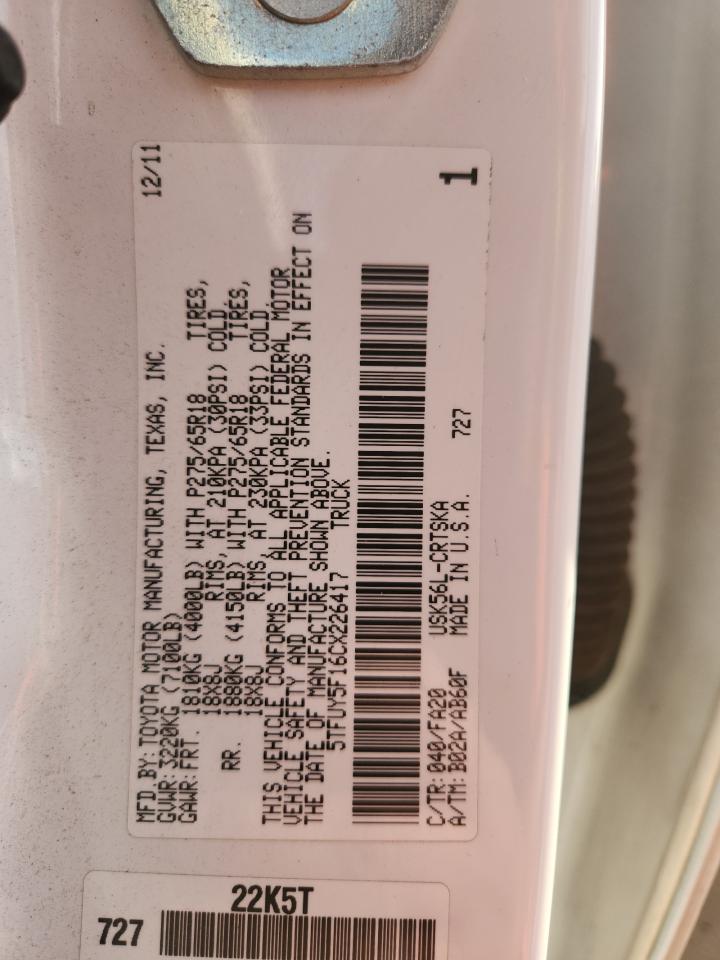 MFD.BY:TOYOTA MOTOR MANUFACTURING, TEXAS, INC. 12/11
GVWR:3220KG (7100LB)
GAWR:FRT. 1810KG (4000LB) WITH P275/65R18 TIRES,
18X8J RIMS, AT 210KPA (30PSI) COLD,
RR. 1880KG (4150LB) WITH P275/65R18 TIRES,
18X8J RIMS, AT 230KPA (33PSI) COLD.
THIS VEHICLE CONFORMS TO ALL APPLICABLE FEDERAL MOTOR
VEHICLE SAFETY AND THEFT PREVENTION STANDARDS IN EFFECT ON
THE DATE OF MANUFACTURE SHOWN ABOVE.
5TFUY5F16CX226417 TRUCK
C/TR:040/FA20 USK56L-CRTSKA 727
A/TM:B02A/AB60F MADE IN U.S.A. 1
22K5T
727